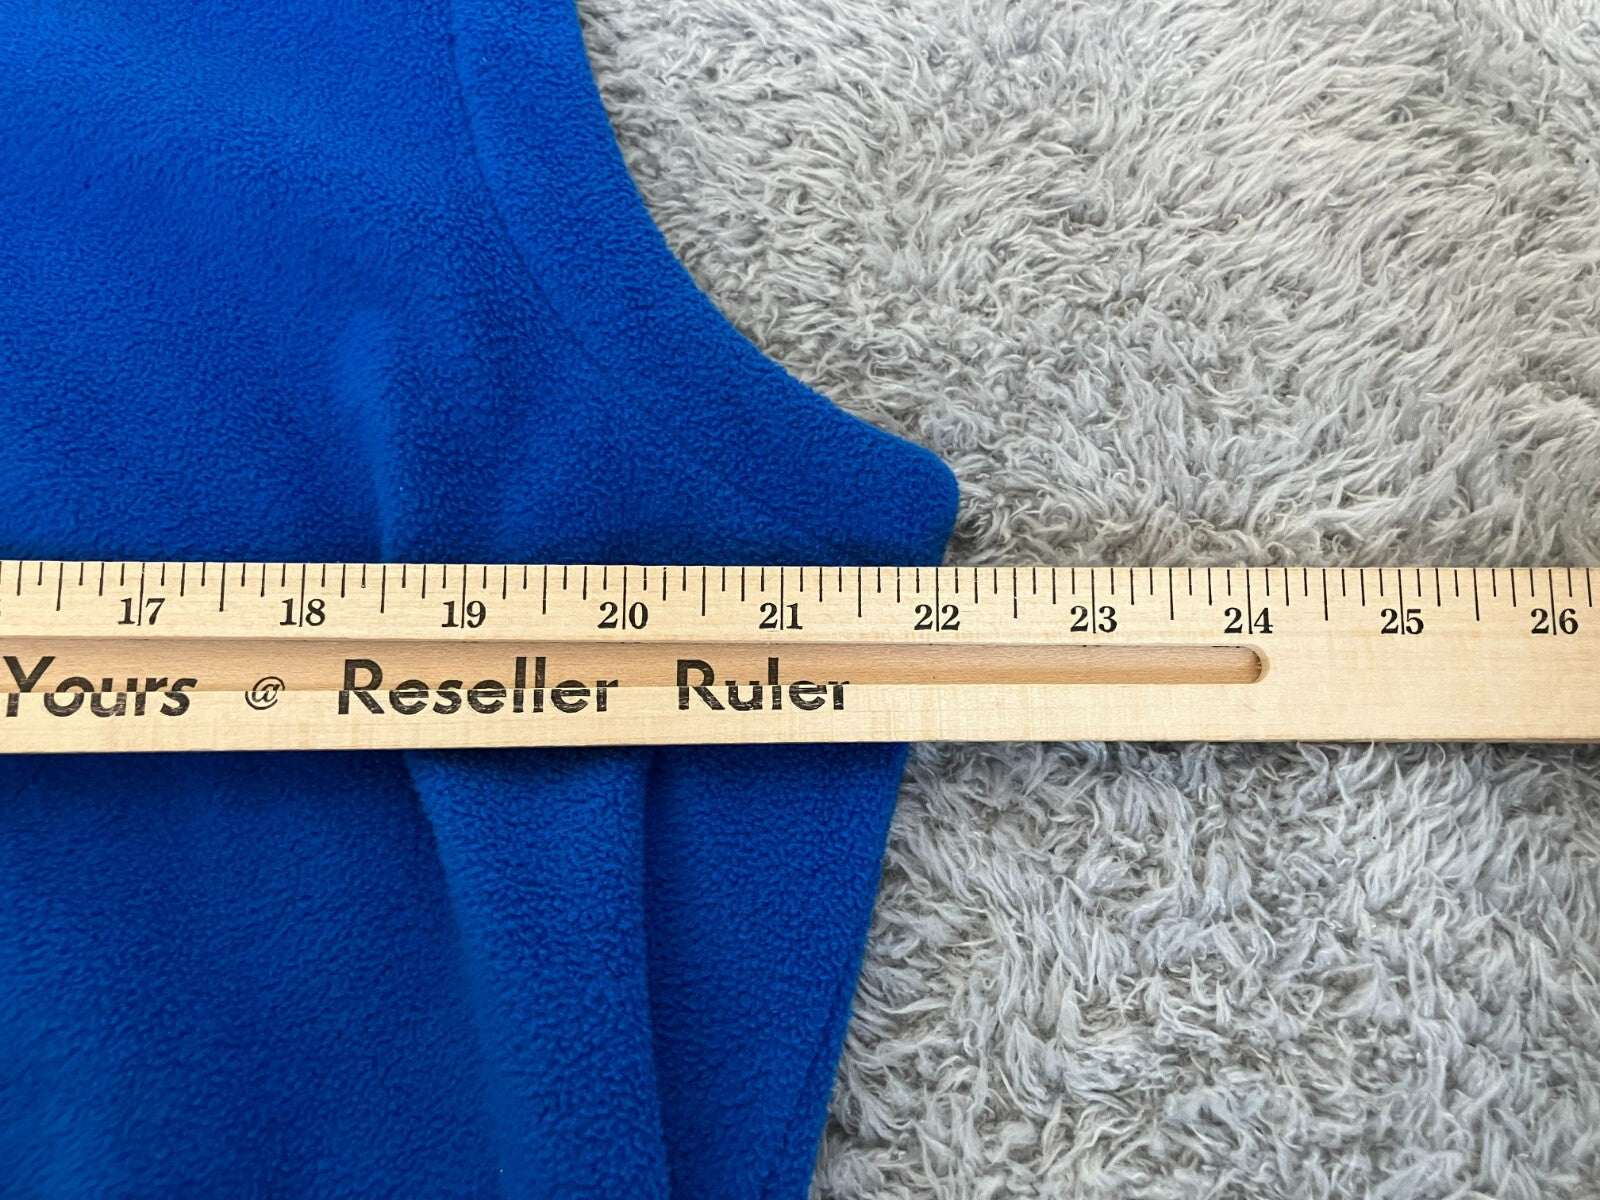 17 18 19 20 21 22 23 24 25 26
Yours @ Reseller Ruler